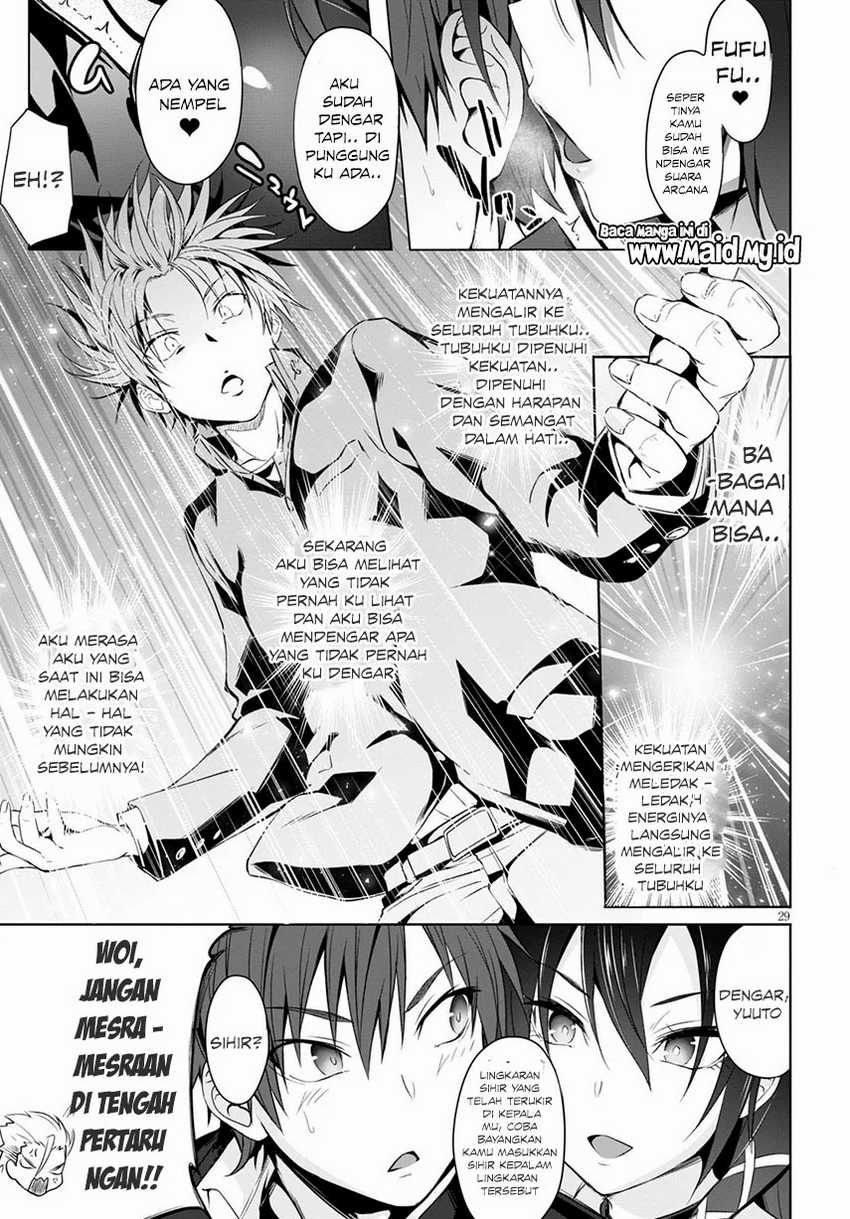 FUFU
FU..
♥
SEPER
TINYA
KAMU
SUDAH
BISA ME
NDENGAR
SUARA
ARCANA
AKU
SUDAH
DENGAR
TAPI.. DI
PUNGGUNG
KU ADA..
ADA YANG
NEMPEL
♥
EH!?
Baca Manga ini di
www.Maid.My.id
B'A
-BAGAI
MANA
BISA..
KEKUATANNYA
MENGALIR KE
SELURUH TUBUHKU..
TUBUHKU DIPENUHI
KEKUATAN..
DIPENUHI
DENGAN HARAPAN
DAN SEMANGAT
DALAM HATI..
KEKUATAN
MENGERIKAN
MELEDAK -
LEDAK,
ENERGINYA
LANGSUNG
MENGALIR KE
SELURUH
TUBUHKU
SEKARANG
AKU BISA MELIHAT
YANG TIDAK
PERNAH KU LIHAT
DAN AKU BISA
MENDENGAR APA
YANG TIDAK PERNAH
KU DENGAR
AKU MERASA
AKU YANG
SAAT INI BISA
MELAKUKAN
HAL - HAL
YANG TIDAK
MUNGKIN
SEBELUMNYA!
29
DENGAR,
YUUTO
LINGKARAN
SIHIR YANG
TELAH TERUKIR
DI KEPALA
MU, COBA
BAYANGKAN
KAMU MASUKKAN
SIHIR KEDALAM
LINGKARAN
TERSEBUT
SIHIR?
WOI,
JANGAN
MESRA -
MESRAAN
DI TENGAH
PERTARU
NGAN!!